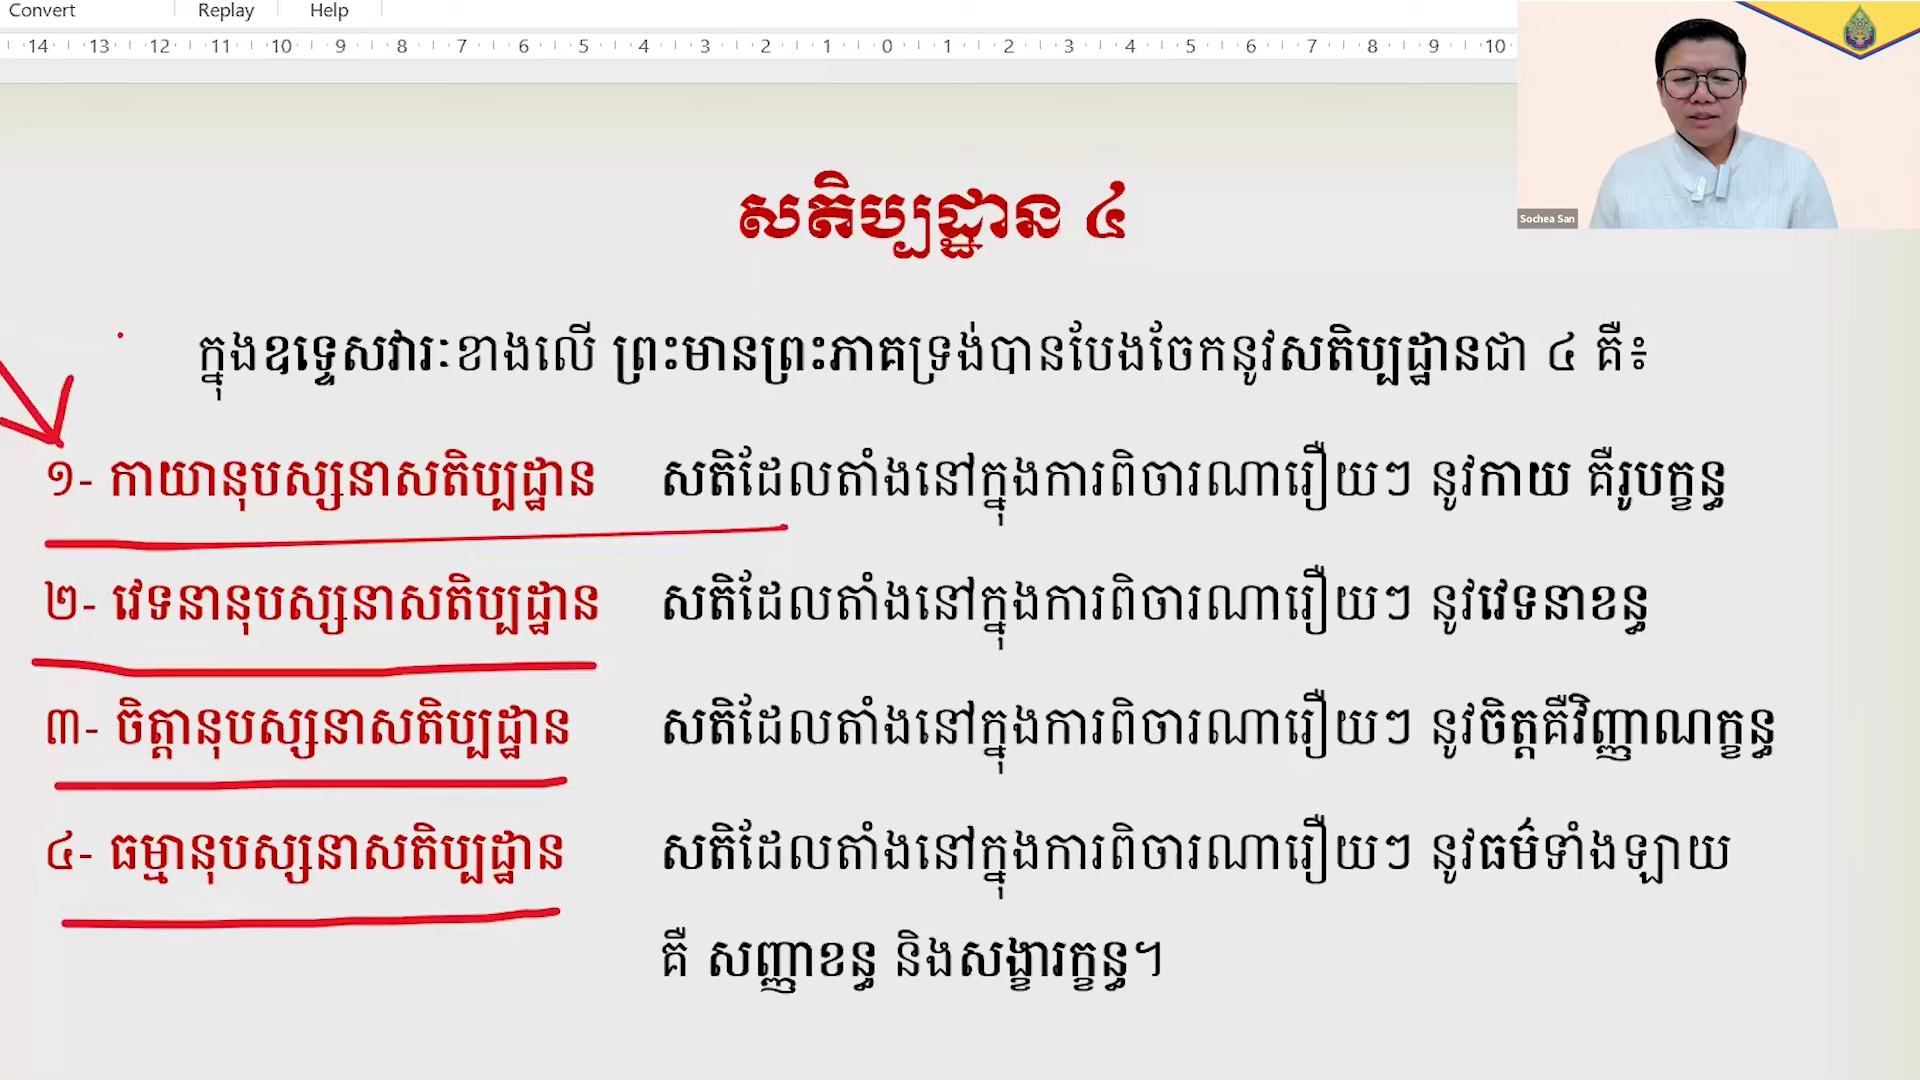 Convert Replay Help
14 13 12 11 10 9 8 7 6 5 4 3 2 1 0 1 2 3 4 5 6 7 8 9 10
Sochea San
សតិប្បដ្ឋាន ៤
ក្នុងឧទ្ទេសវារៈខាងលើ ព្រះមានព្រះភាគទ្រង់បានបែងចែកនូវសតិប្បដ្ឋានជា ៤ គឺ៖
១- កាយានុបស្សនាសតិប្បដ្ឋាន សតិដែលតាំងនៅក្នុងការពិចារណារឿយៗ នូវកាយ គឺរូបក្ខន្ធ
២- វេទនានុបស្សនាសតិប្បដ្ឋាន សតិដែលតាំងនៅក្នុងការពិចារណារឿយៗ នូវវេទនាខន្ធ
៣- ចិត្តានុបស្សនាសតិប្បដ្ឋាន សតិដែលតាំងនៅក្នុងការពិចារណារឿយៗ នូវចិត្តគឺវិញ្ញាណក្ខន្ធ
៤- ធម្មានុបស្សនាសតិប្បដ្ឋាន សតិដែលតាំងនៅក្នុងការពិចារណារឿយៗ នូវធម៌ទាំងឡាយ
គឺ សញ្ញាខន្ធ និងសង្ខារក្ខន្ធ។